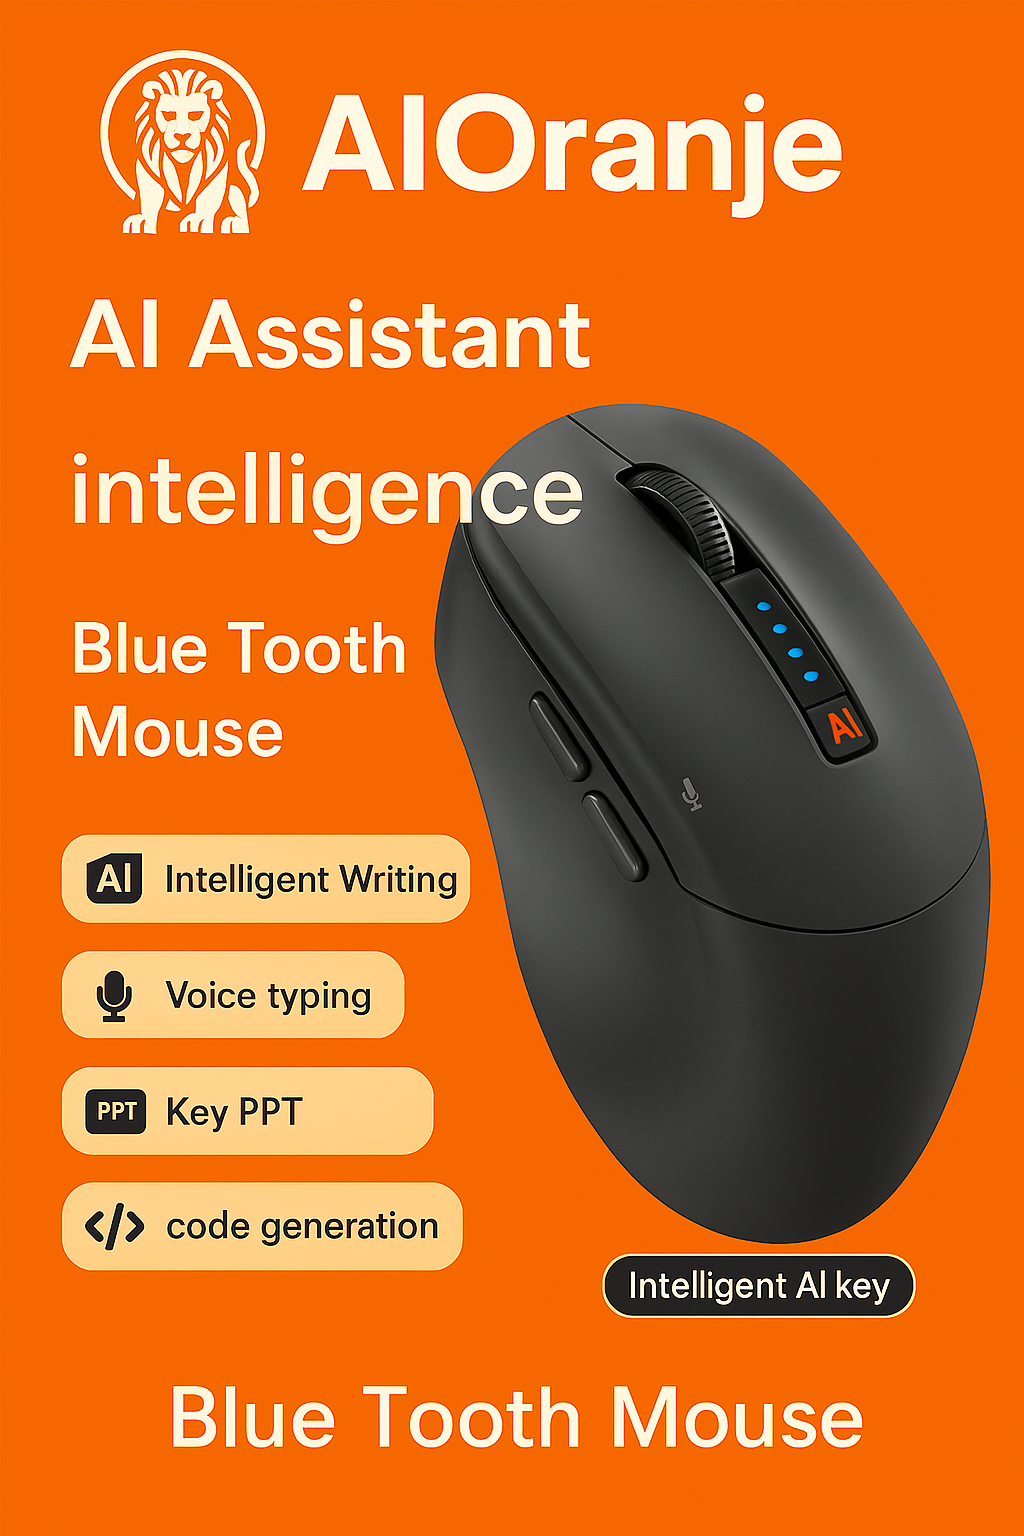 AIOranje
AI Assistant
intelligence
Blue Tooth
Mouse
AI
AI Intelligent Writing
Voice typing
PPT Key PPT
</> code generation
Intelligent AI key
Blue Tooth Mouse